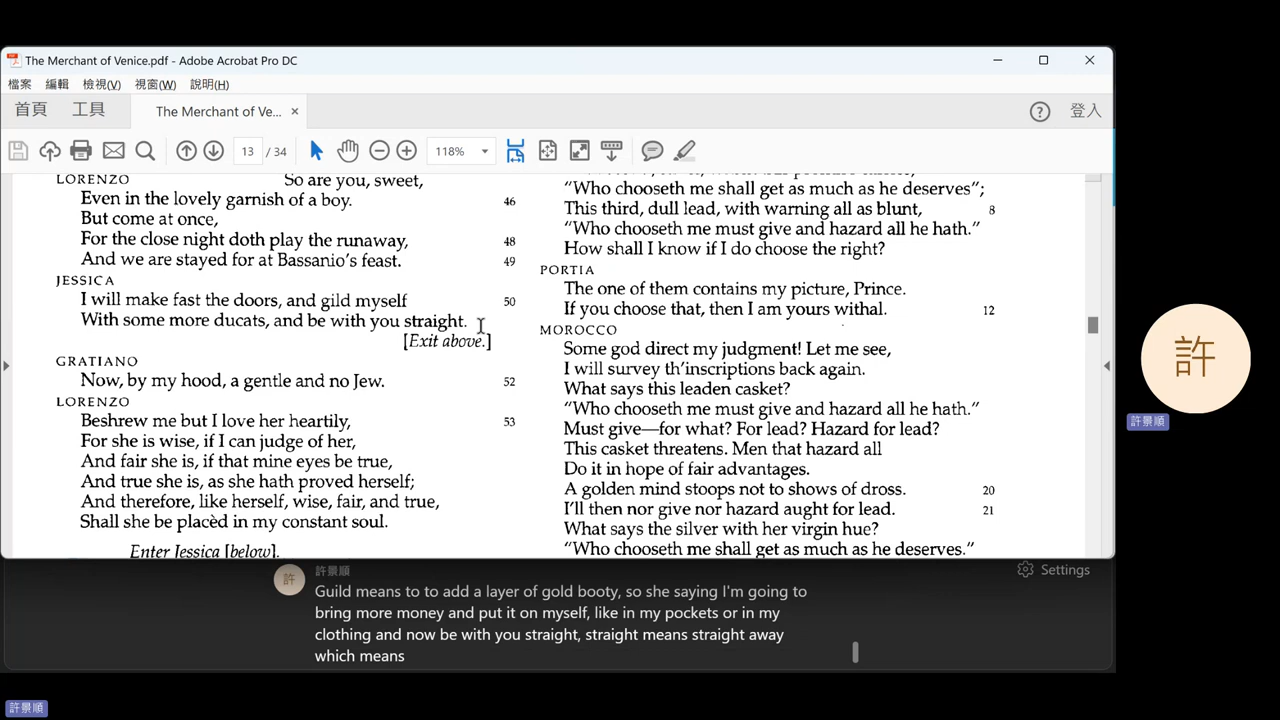 The Merchant of Venice.pdf - Adobe Acrobat Pro DC
檔案 編輯 檢視(V) 視窗(W) 說明(H)
首頁 工具 The Merchant of Ve... × 登入
13 / 34 118%
LORENZO So are you, sweet,
Even in the lovely garnish of a boy. 46
But come at once,
For the close night doth play the runaway, 48
And we are stayed for at Bassanio's feast. 49
JESSICA
I will make fast the doors, and gild myself 50
With some more ducats, and be with you straight.
[Exit above.]
GRATIANO
Now, by my hood, a gentle and no Jew. 52
LORENZO
Beshrew me but I love her heartily, 53
For she is wise, if I can judge of her,
And fair she is, if that mine eyes be true,
And true she is, as she hath proved herself;
And therefore, like herself, wise, fair, and true,
Shall she be placèd in my constant soul.
Enter Jessica [below].
"Who chooseth me shall get as much as he deserves";
This third, dull lead, with warning all as blunt, 8
"Who chooseth me must give and hazard all he hath."
How shall I know if I do choose the right?
PORTIA
The one of them contains my picture, Prince.
If you choose that, then I am yours withal. 12
MOROCCO
Some god direct my judgment! Let me see,
I will survey th'inscriptions back again.
What says this leaden casket?
"Who chooseth me must give and hazard all he hath."
Must give—for what? For lead? Hazard for lead?
This casket threatens. Men that hazard all
Do it in hope of fair advantages.
A golden mind stoops not to shows of dross. 20
I'll then nor give nor hazard aught for lead. 21
What says the silver with her virgin hue?
"Who chooseth me shall get as much as he deserves."
許
許景順
許
許景順
Settings
Guild means to to add a layer of gold booty, so she saying I'm going to
bring more money and put it on myself, like in my pockets or in my
clothing and now be with you straight, straight means straight away
which means
許景順